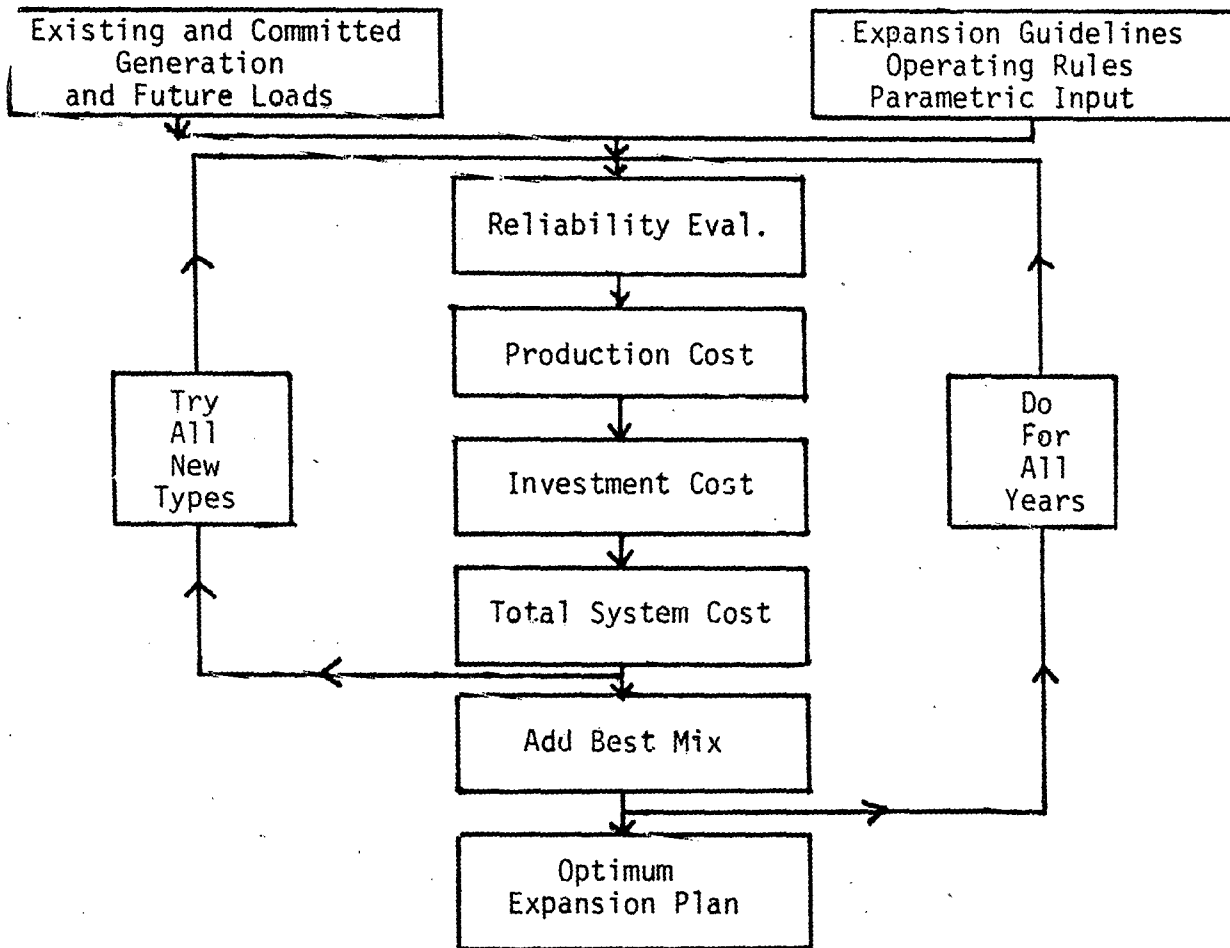 Existing and Committed
Generation
and Future Loads
Expansion Guidelines
Operating Rules
Parametric Input
Reliability Eval.
Production Cost
Try
All
New
Types
Do
For
All
Years
Investment Cost
Total System Cost
Add Best Mix
Optimum
Expansion Plan